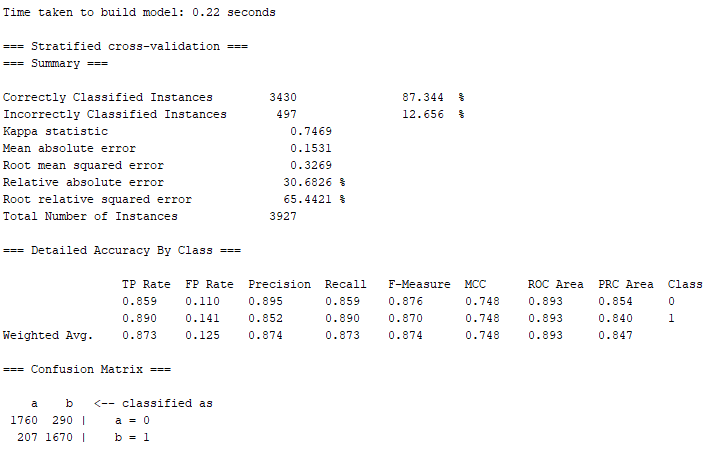 Time taken to build model: 0.22 seconds
=== Stratified cross-validation ===
=== Summary ===
Correctly Classified Instances        3430               87.344  %
Incorrectly Classified Instances       497               12.656  %
Kappa statistic                          0.7469
Mean absolute error                      0.1531
Root mean squared error                  0.3269
Relative absolute error                 30.6826 %
Root relative squared error             65.4421 %
Total Number of Instances             3927
=== Detailed Accuracy By Class ===
                 TP Rate  FP Rate  Precision  Recall   F-Measure  MCC      ROC Area  PRC Area  Class
                 0.859    0.110    0.895      0.859    0.876      0.748    0.893     0.854     0
                 0.890    0.141    0.852      0.890    0.870      0.748    0.893     0.840     1
Weighted Avg.    0.873    0.125    0.874      0.873    0.874      0.748    0.893     0.847
=== Confusion Matrix ===
    a    b   <-- classified as
 1760  290 |    a = 0
  207 1670 |    b = 1